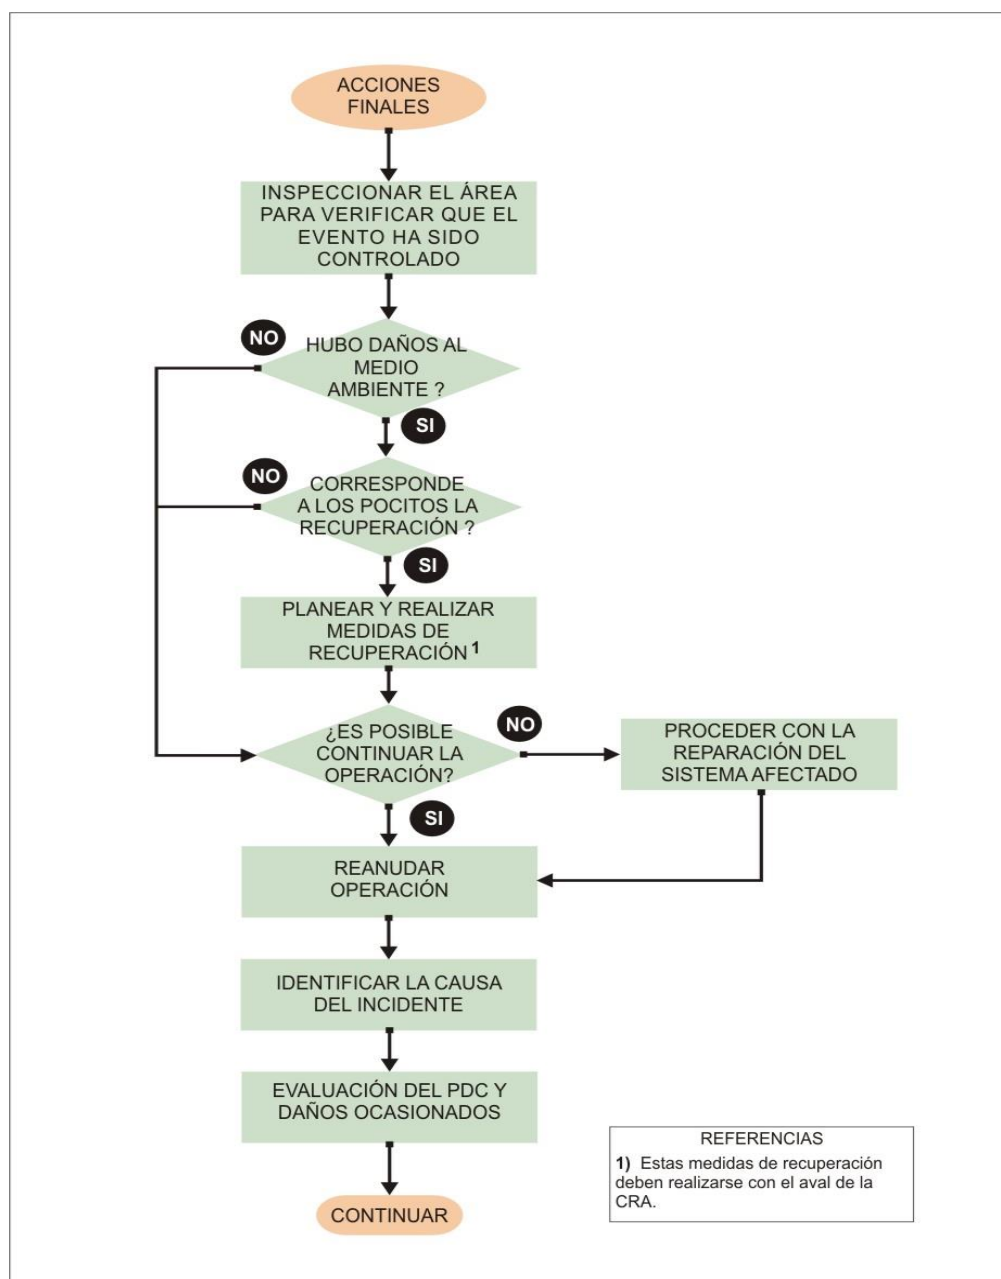 ACCIONES
FINALES
INSPECCIONAR EL ÁREA
PARA VERIFICAR QUE EL
EVENTO HA SIDO
CONTROLADO
NO
HUBO DAÑOS AL
MEDIO
AMBIENTE ?
SI
NO
CORRESPONDE
A LOS POCITOS LA
RECUPERACIÓN ?
SI
PLANEAR Y REALIZAR
MEDIDAS DE
RECUPERACIÓN 1
¿ES POSIBLE
CONTINUAR LA
OPERACIÓN?
NO
PROCEDER CON LA
REPARACIÓN DEL
SISTEMA AFECTADO
SI
REANUDAR
OPERACIÓN
IDENTIFICAR LA CAUSA
DEL INCIDENTE
EVALUACIÓN DEL PDC Y
DAÑOS OCASIONADOS
CONTINUAR
REFERENCIAS
1) Estas medidas de recuperación
deben realizarse con el aval de la
CRA.